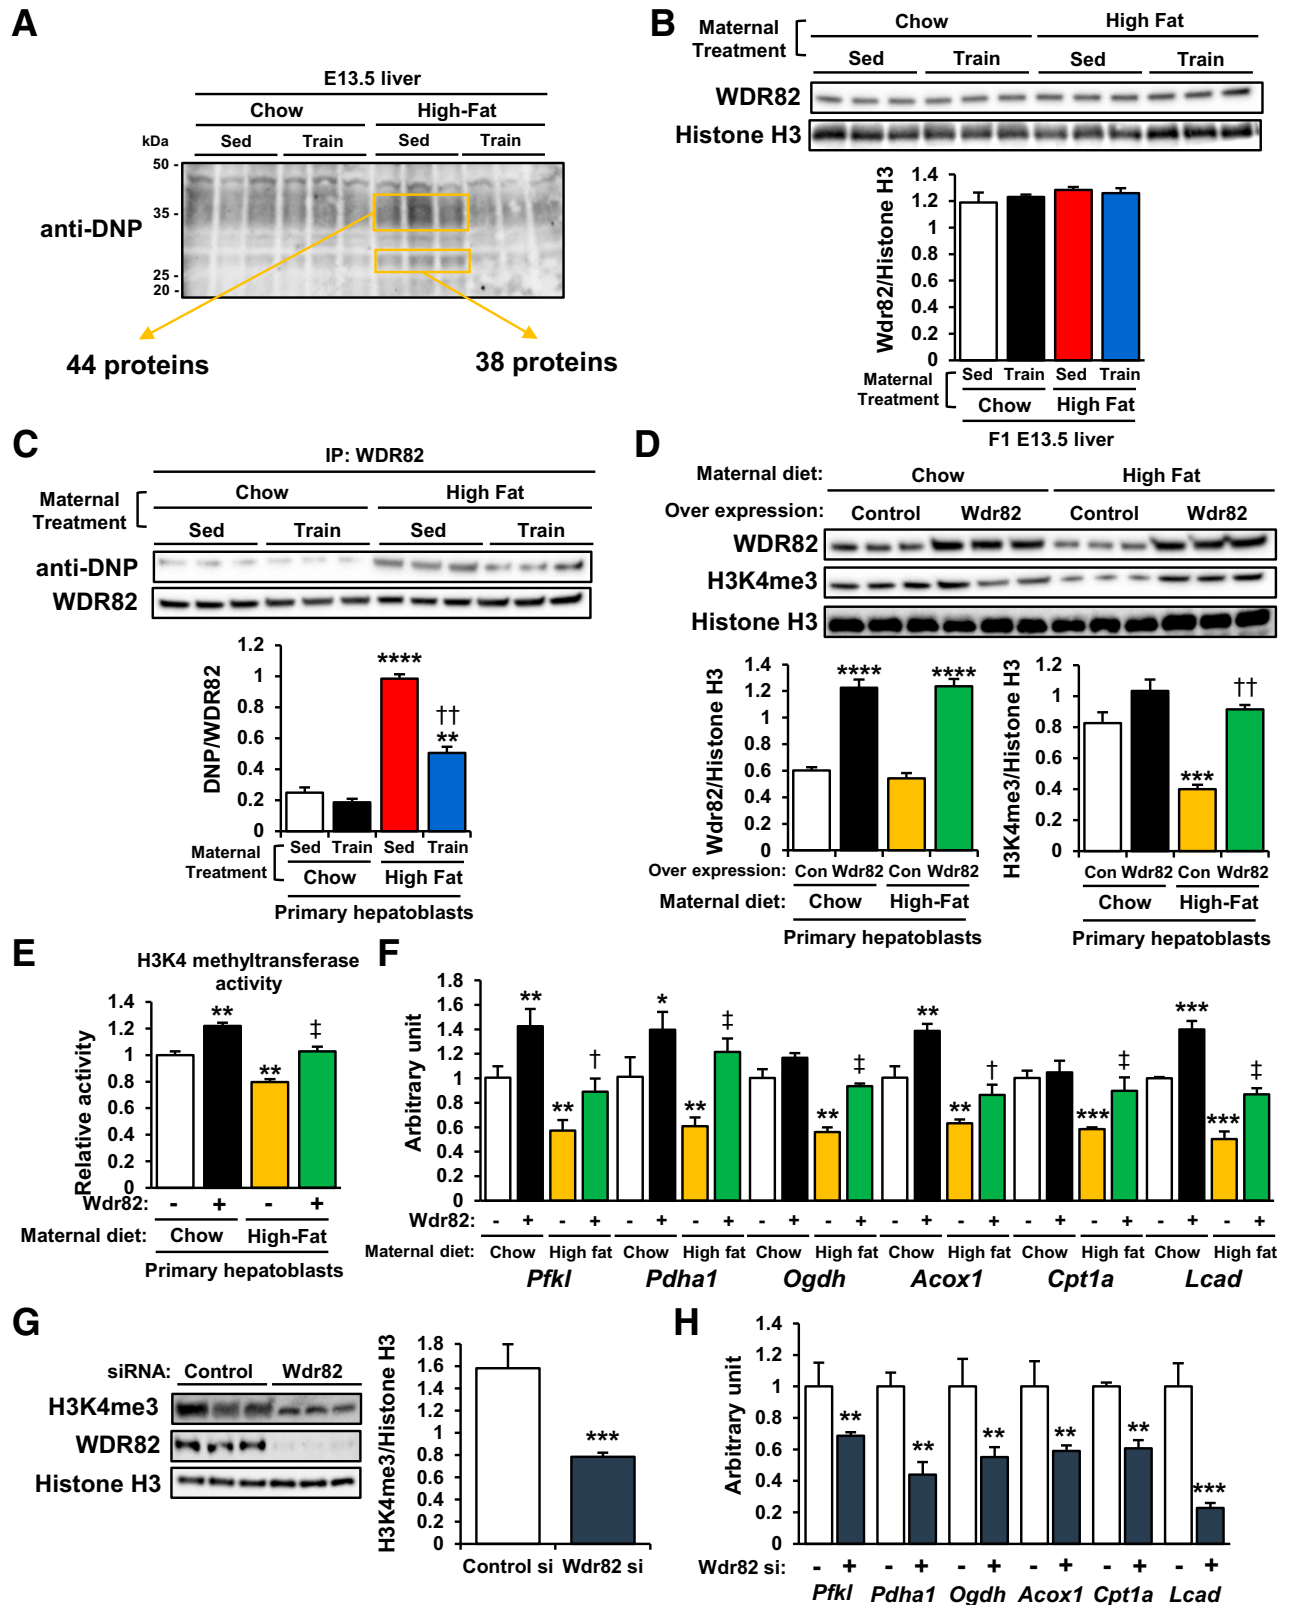 A
E13.5 liver
Chow High-Fat
kDa Sed Train Sed Train
50 -
35 -
anti-DNP
25 -
20 -
44 proteins 38 proteins
B
Maternal Treatment Chow High Fat
Sed Train Sed Train
WDR82
Histone H3
Wdr82/Histone H3
1.4
1.2
1
0.8
0.6
0.4
0.2
0
Maternal Treatment Sed Train Sed Train
Chow High Fat
F1 E13.5 liver
C
IP: WDR82
Maternal Treatment Chow High Fat
Sed Train Sed Train
anti-DNP
WDR82
DNP/WDR82
1.2
1
0.8
0.6
0.4
0.2
0
**** †† **
Maternal Treatment Sed Train Sed Train
Chow High Fat
Primary hepatoblasts
D
Maternal diet: Chow High Fat
Over expression: Control Wdr82 Control Wdr82
WDR82
H3K4me3
Histone H3
Wdr82/Histone H3
1.4
1.2
1
0.8
0.6
0.4
0.2
0
**** ****
Over expression: Con Wdr82 Con Wdr82
Maternal diet: Chow High-Fat
Primary hepatoblasts
H3K4me3/Histone H3
1.2
1
0.8
0.6
0.4
0.2
0
*** ††
Con Wdr82 Con Wdr82
Chow High-Fat
Primary hepatoblasts
E
H3K4 methyltransferase
activity
Relative activity
1.4
1.2
1
0.8
0.6
0.4
0.2
0
** ** ‡
Wdr82: - + - +
Maternal diet: Chow High-Fat
Primary hepatoblasts
F
Arbitrary unit
1.8
1.6
1.4
1.2
1
0.8
0.6
0.4
0.2
0
** ** † * ** ‡ ** ‡ ** ** † *** ‡ *** *** ‡
Wdr82: - + - + - + - + - + - + - + - + - + - + - + - +
Maternal diet: Chow High fat Chow High fat Chow High fat Chow High fat Chow High fat Chow High fat
Pfkl Pdha1 Ogdh Acox1 Cpt1a Lcad
G
siRNA: Control Wdr82
H3K4me3
WDR82
Histone H3
H3K4me3/Histone H3
1.8
1.6
1.4
1.2
1
0.8
0.6
0.4
0.2
0
***
Control si Wdr82 si
H
Arbitrary unit
1.4
1.2
1
0.8
0.6
0.4
0.2
0
** ** ** ** ** ***
Wdr82 si: - + - + - + - + - + - +
Pfkl Pdha1 Ogdh Acox1 Cpt1a Lcad